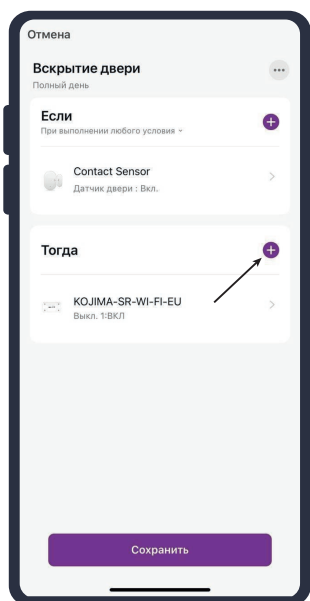 Отмена
Вскрытие двери
Полный день
Если
При выполнении любого условия
Contact Sensor
Датчик двери : Вкл.
Тогда
KOJIMA-SR-WI-FI-EU
Выкл. 1:ВКЛ
Сохранить